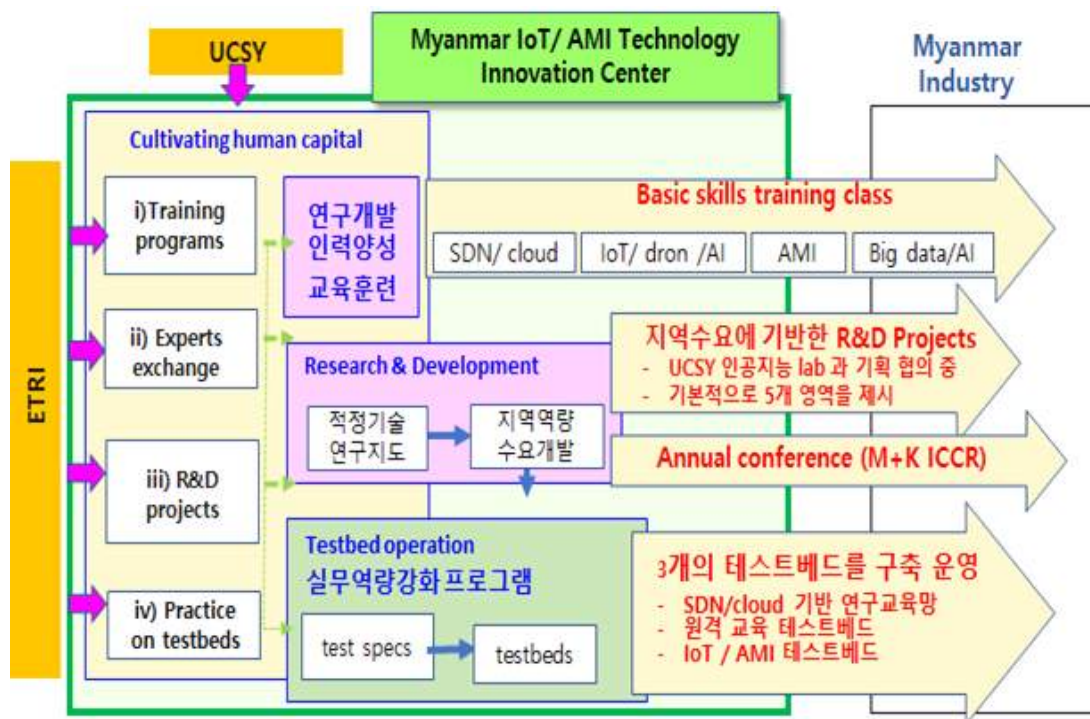 UCSY
Myanmar IoT/ AMI Technology
Innovation Center
Myanmar
Industry
ETRI
Cultivating human capital
i)Training
programs
ii) Experts
exchange
iii) R&D
projects
iv) Practice
on testbeds
연구개발
인력양성
교육훈련
Basic skills training class
SDN/ cloud
IoT/ dron /AI
AMI
Big data/AI
Research & Development
적정기술
연구지도
지역역량
수요개발
지역수요에 기반한 R&D Projects
- UCSY 인공지능 lab 과 기획 협의 중
- 기본적으로 5개 영역을 제시
Annual conference (M+K ICCR)
Testbed operation
실무역량강화 프로그램
test specs
testbeds
3개의 테스트베드를 구축 운영
- SDN/cloud 기반 연구교육망
- 원격 교육 테스트베드
- IoT / AMI 테스트베드